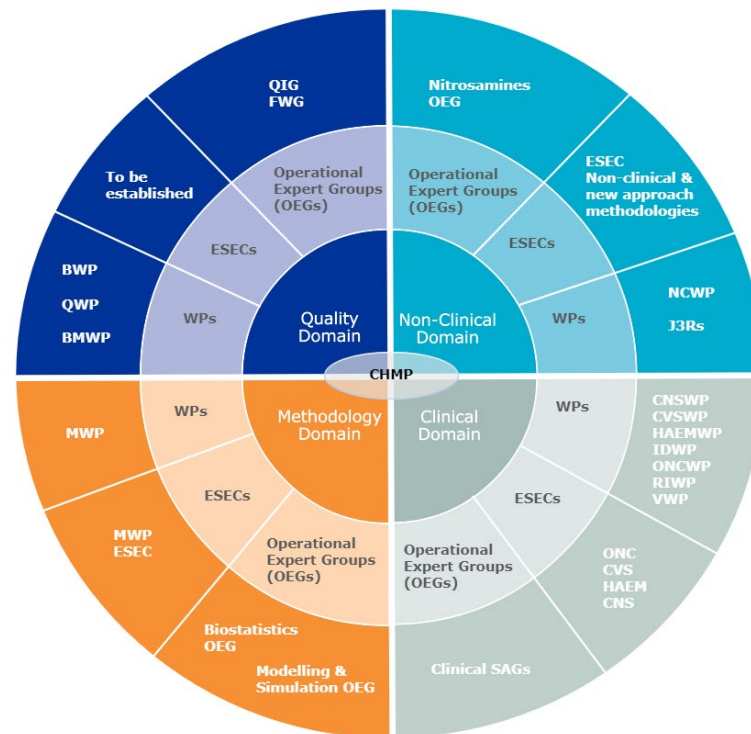 QIG
FWG
To be
established
BWP
QWP
BMWP
Operational
Expert Groups
(OEGs)
ESECs
WPs
Quality
Domain
Nitrosamines
OEG
ESEC
Non-clinical &
new approach
methodologies
NCWP
J3Rs
Operational
Expert Groups
(OEGs)
ESECs
WPs
Non-Clinical
Domain
CHMP
Methodology
Domain
WPs
ESECs
Operational
Expert Groups
(OEGs)
MWP
MWP
ESEC
Biostatistics
OEG
Modelling &
Simulation OEG
Clinical
Domain
WPs
ESECs
Operational
Expert Groups
(OEGs)
CNSWP
CVSWP
HAEMWP
IDWP
ONCWP
RIWP
VWP
ONC
CVS
HAEM
CNS
Clinical SAGs